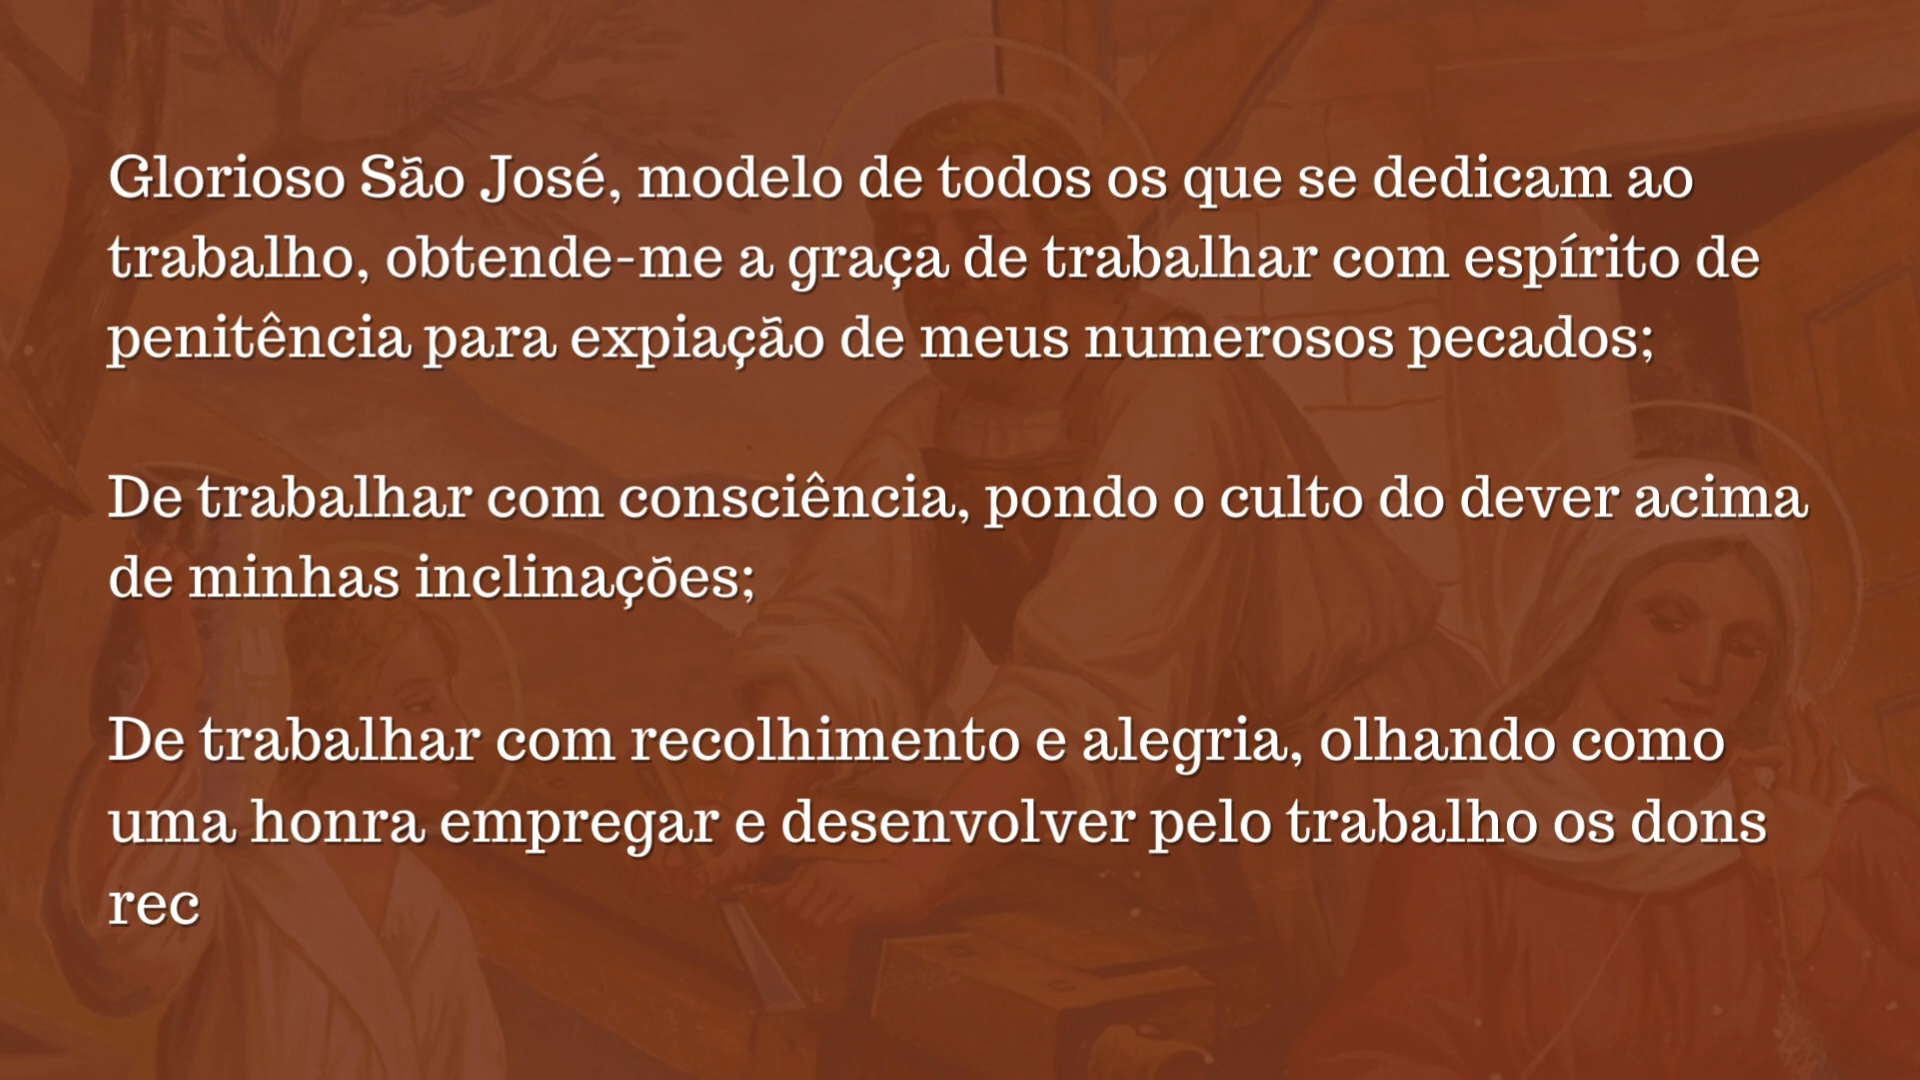 Glorioso São José, modelo de todos os que se dedicam ao
trabalho, obtende-me a graça de trabalhar com espírito de
penitência para expiação de meus numerosos pecados;
De trabalhar com consciência, pondo o culto do dever acima
de minhas inclinações;
De trabalhar com recolhimento e alegria, olhando como
uma honra empregar e desenvolver pelo trabalho os dons
rec